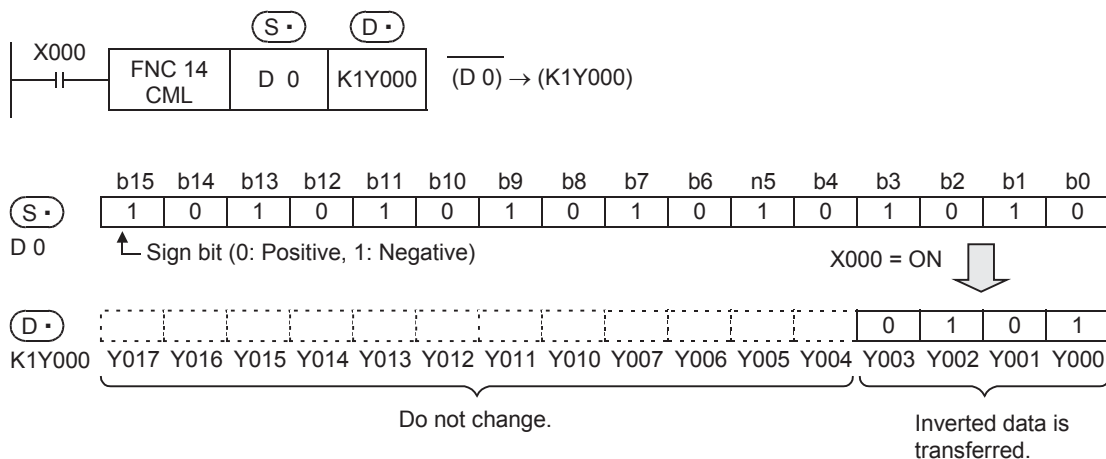 S· D·
X000
FNC 14 CML D 0 K1Y000 (D 0) → (K1Y000)
b15 b14 b13 b12 b11 b10 b9 b8 b7 b6 n5 b4 b3 b2 b1 b0
S· 1 0 1 0 1 0 1 0 1 0 1 0 1 0 1 0
D 0
Sign bit (0: Positive, 1: Negative) X000 = ON
D· 0 1 0 1
K1Y000 Y017 Y016 Y015 Y014 Y013 Y012 Y011 Y010 Y007 Y006 Y005 Y004 Y003 Y002 Y001 Y000
Do not change.
Inverted data is
transferred.